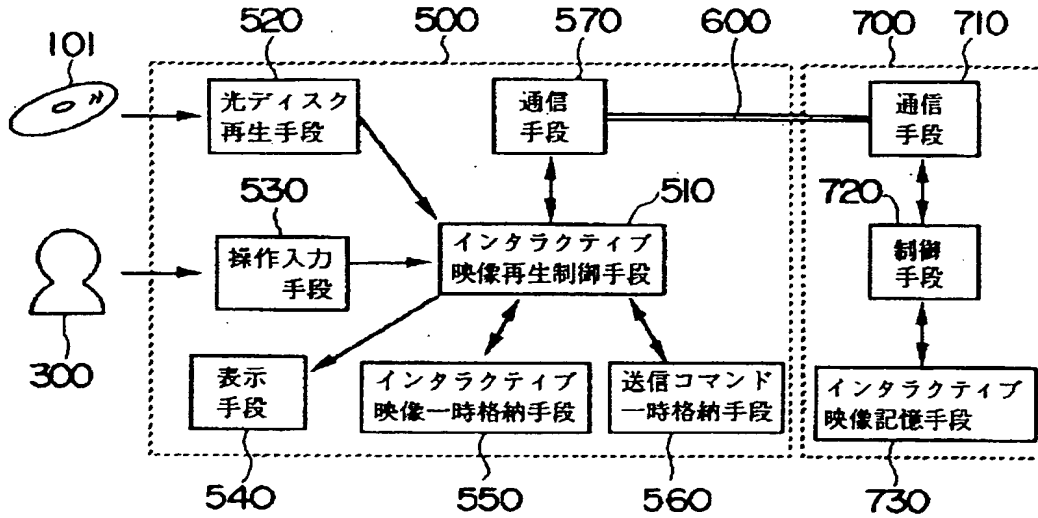 520
500
570
600
700
710
101
光ディスク
再生手段
通信
手段
通信
手段
530
510
720
操作入力
手段
インタラクティブ
映像再生制御手段
制御
手段
300
表示
手段
インタラクティブ
映像一時格納手段
送信コマンド
一時格納手段
インタラクティブ
映像記憶手段
540
550
560
730